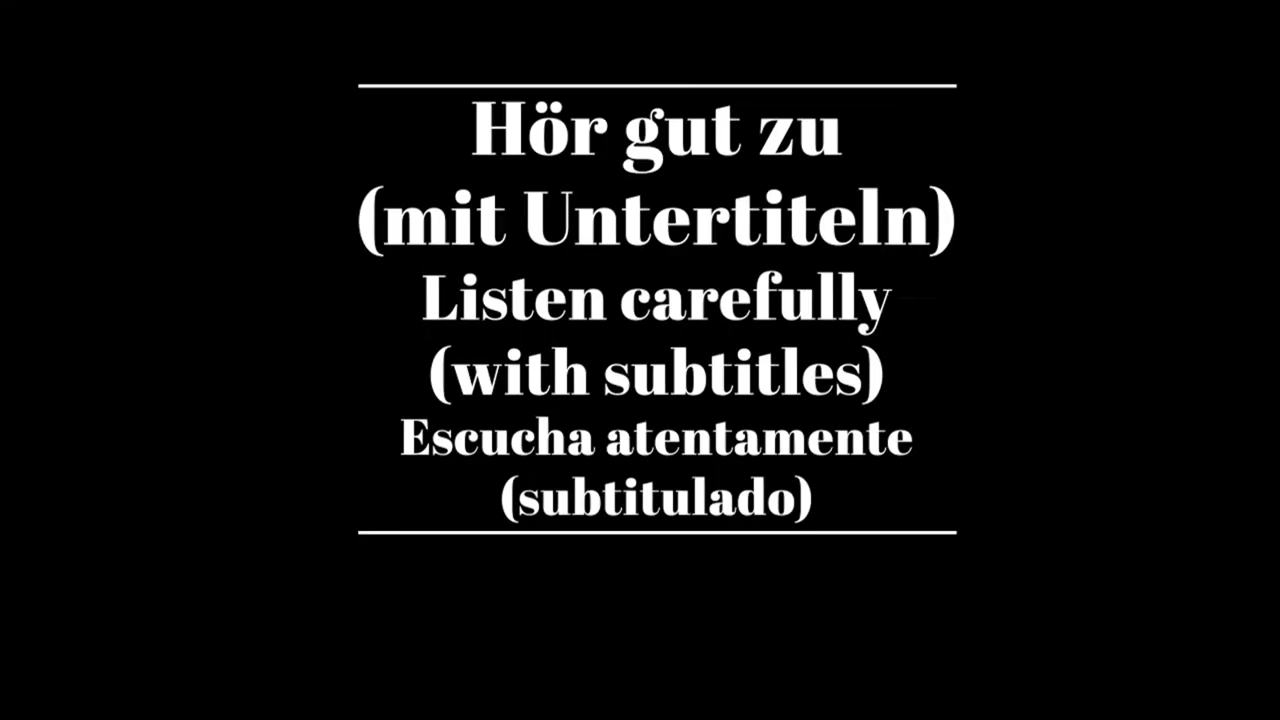 Hör gut zu
(mit Untertiteln)
Listen carefully
(with subtitles)
Escucha atentamente
(subtitulado)